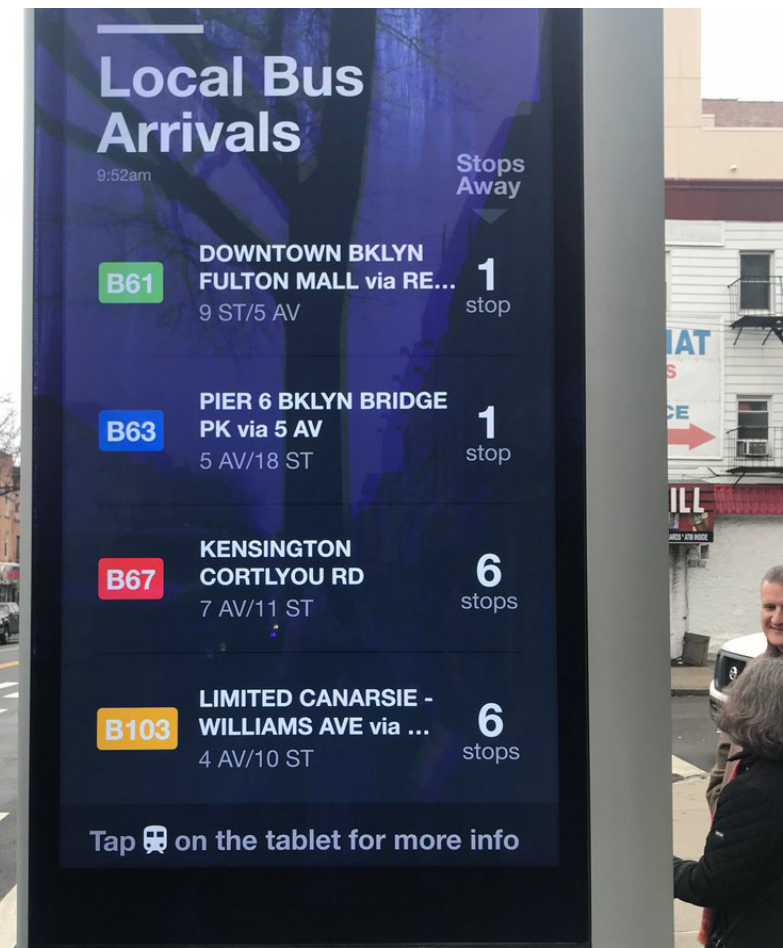 Local Bus
Arrivals
9:52am
Stops
Away
B61
DOWNTOWN BKLYN
FULTON MALL via RE...
9 ST/5 AV
1
stop
B63
PIER 6 BKLYN BRIDGE
PK via 5 AV
5 AV/18 ST
1
stop
B67
KENSINGTON
CORTLYOU RD
7 AV/11 ST
6
stops
B103
LIMITED CANARSIE -
WILLIAMS AVE via ...
4 AV/10 ST
6
stops
Tap on the tablet for more info
IAT
S
CE
ILL
ARDS * ATM INSIDE